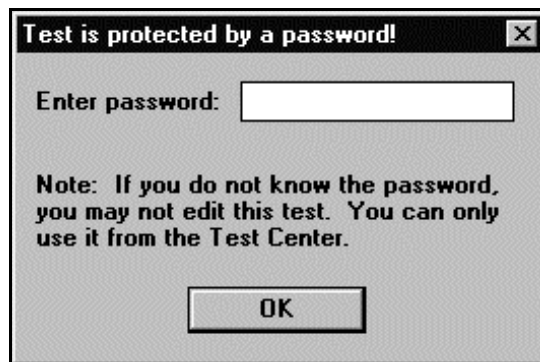 Test is protected by a password!
Enter password:
Note:  If you do not know the password,
you may not edit this test.  You can only
use it from the Test Center.
OK